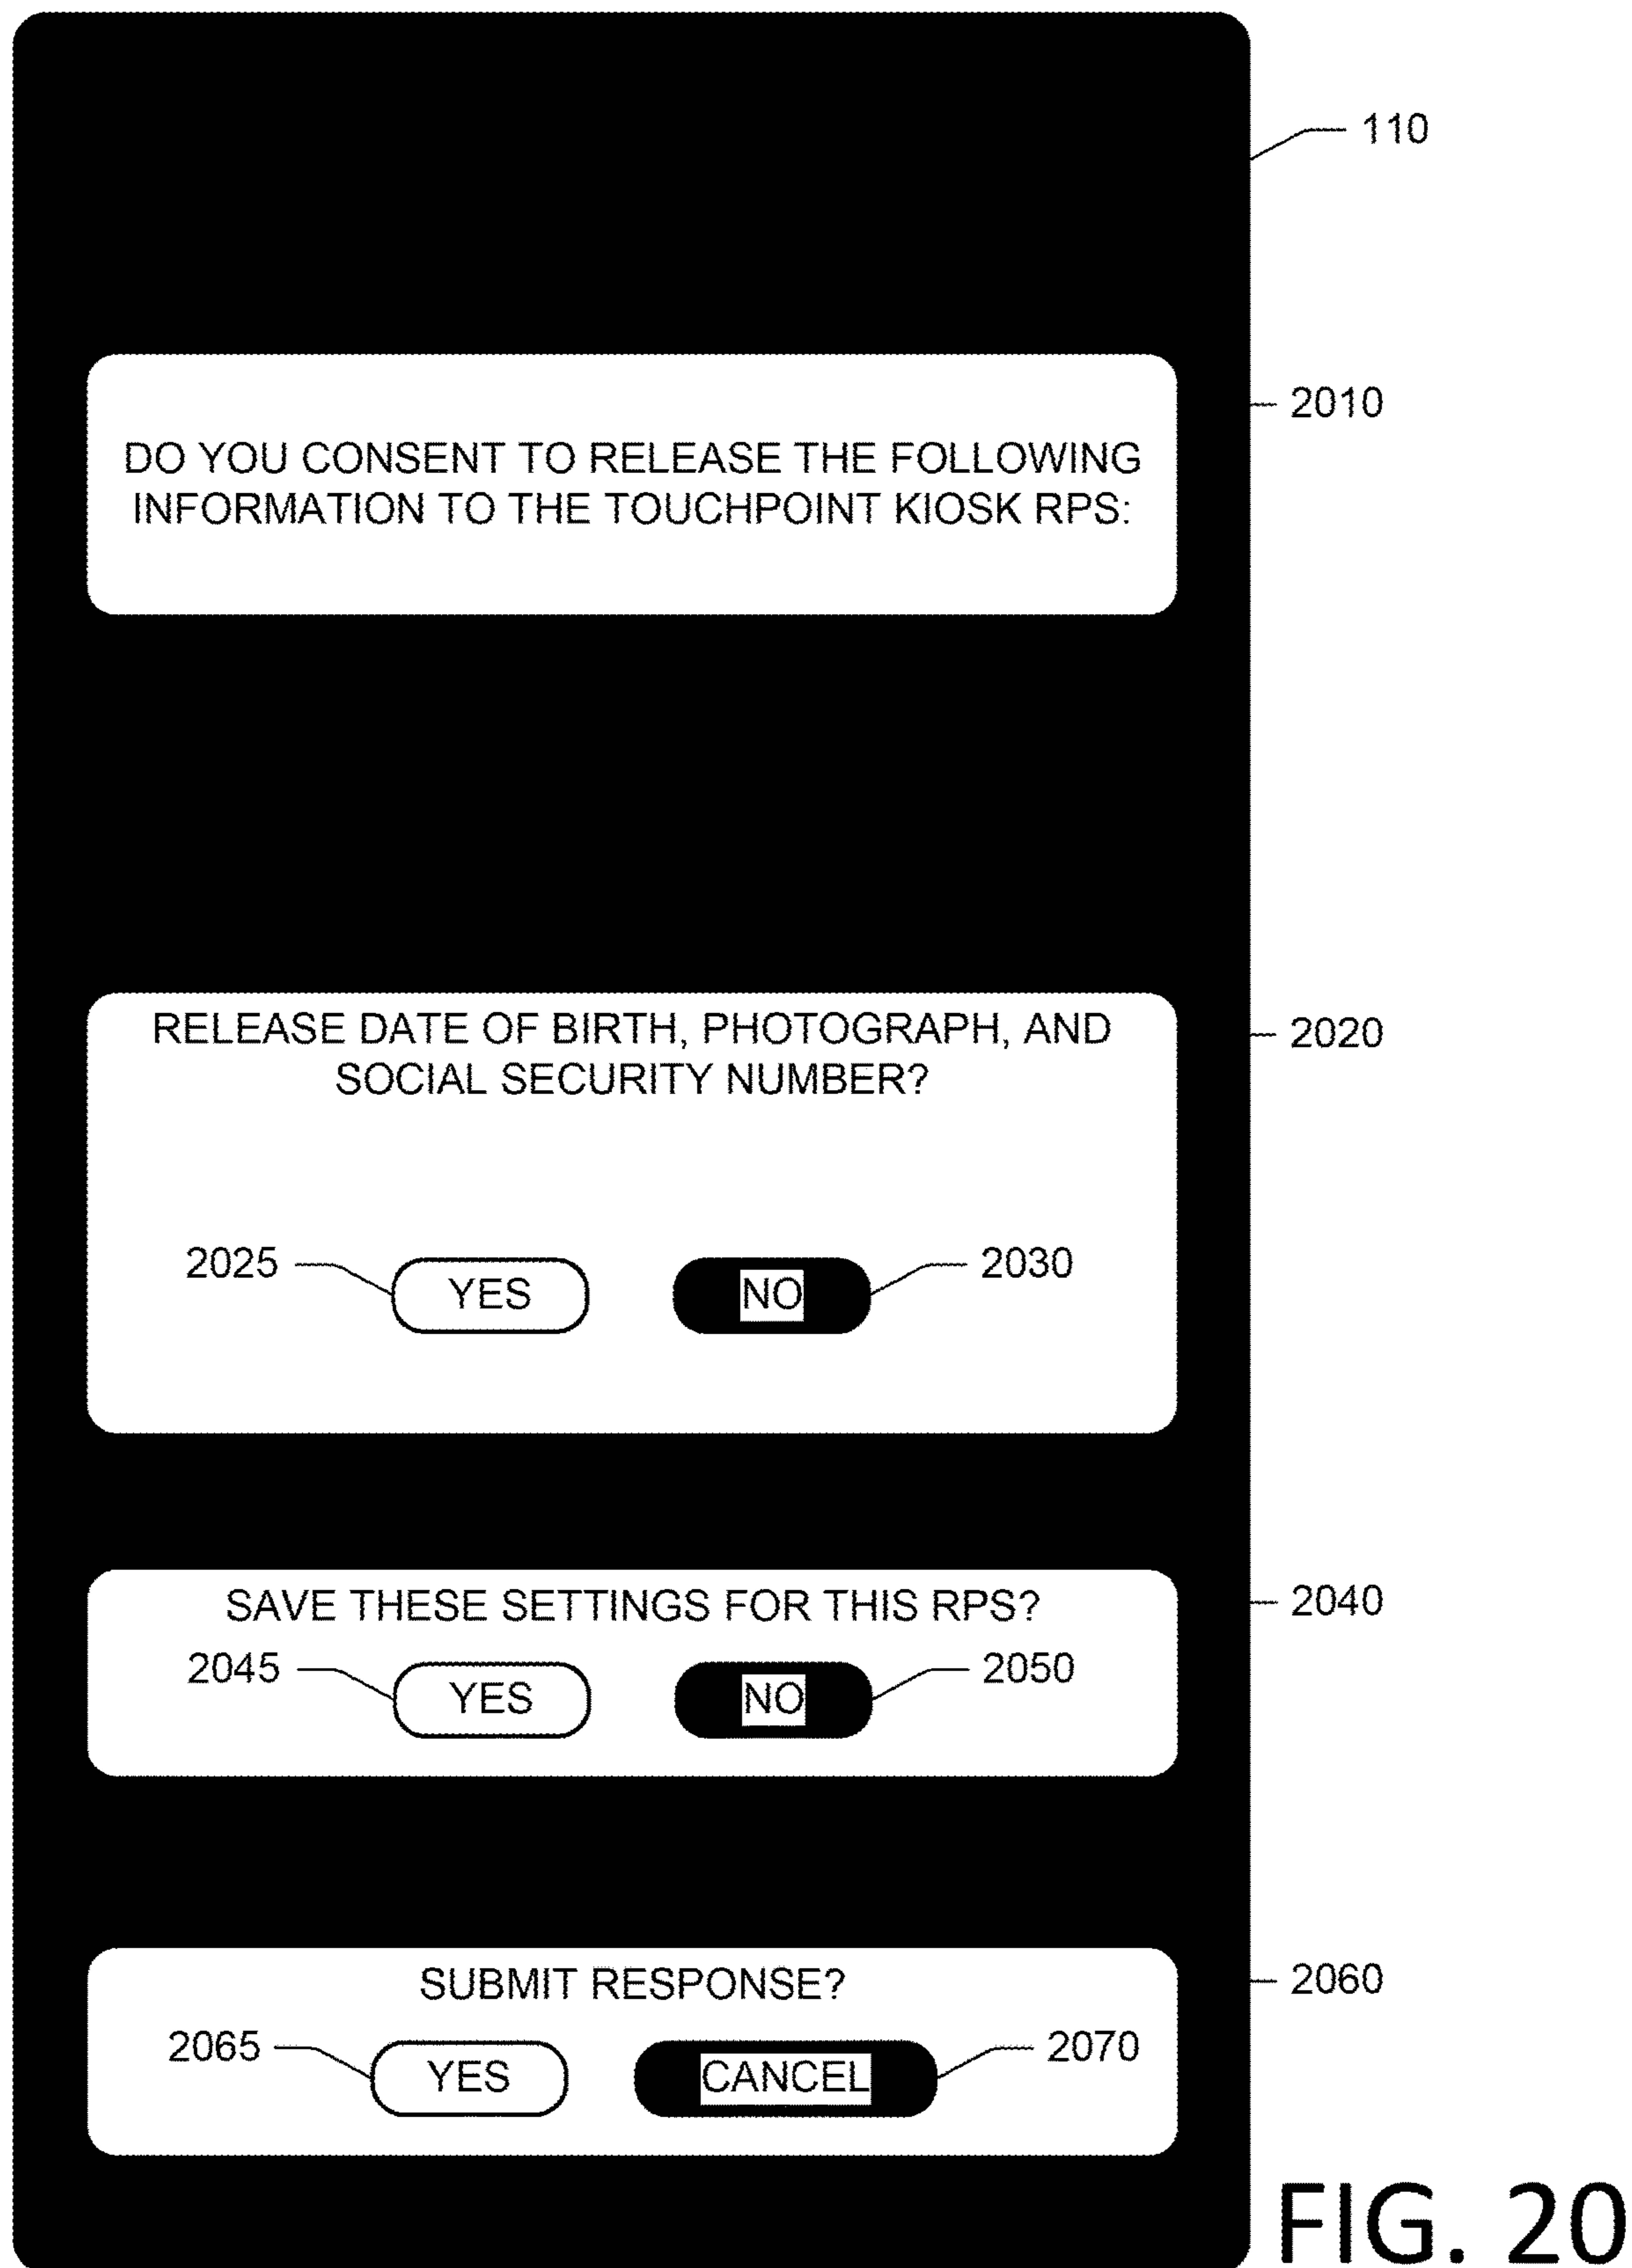 110
2010
DO YOU CONSENT TO RELEASE THE FOLLOWING
INFORMATION TO THE TOUCHPOINT KIOSK RPS:
2020
RELEASE DATE OF BIRTH, PHOTOGRAPH, AND
SOCIAL SECURITY NUMBER?
2025 YES NO 2030
SAVE THESE SETTINGS FOR THIS RPS? 2040
2045 YES NO 2050
SUBMIT RESPONSE? 2060
2065 YES CANCEL 2070
FIG. 20